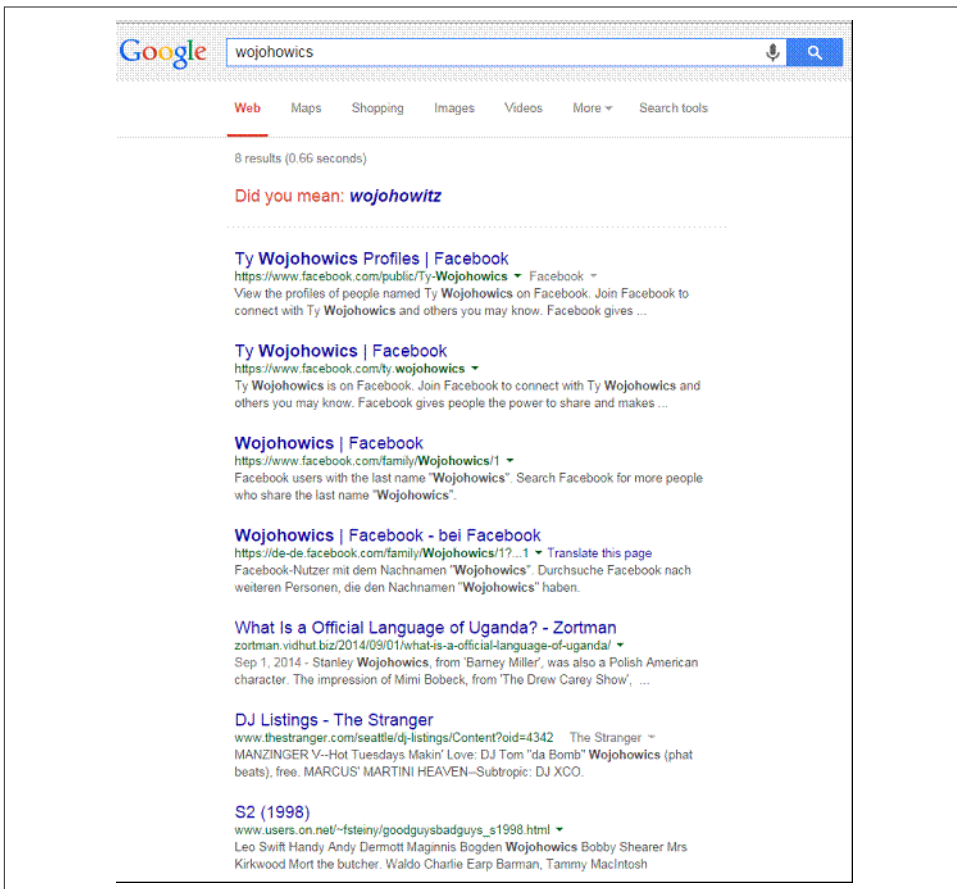 Google wojohowics
Web Maps Shopping Images Videos More Search tools
8 results (0.66 seconds)
Did you mean: wojohowitz
Ty Wojohowics Profiles | Facebook
https://www.facebook.com/public/Ty-Wojohowics Facebook
View the profiles of people named Ty Wojohowics on Facebook. Join Facebook to
connect with Ty Wojohowics and others you may know. Facebook gives ...
Ty Wojohowics | Facebook
https://www.facebook.com/ty.wojohowics
Ty Wojohowics is on Facebook. Join Facebook to connect with Ty Wojohowics and
others you may know. Facebook gives people the power to share and makes ...
Wojohowics | Facebook
https://www.facebook.com/family/Wojohowics/1
Facebook users with the last name "Wojohowics". Search Facebook for more people
who share the last name "Wojohowics".
Wojohowics | Facebook - bei Facebook
https://de-de.facebook.com/family/Wojohowics/1?...1 Translate this page
Facebook-Nutzer mit dem Nachnamen "Wojohowics". Durchsuche Facebook nach
weiteren Personen, die den Nachnamen "Wojohowics" haben.
What Is a Official Language of Uganda? - Zortman
zortman.vidhut.biz/2014/09/01/what-is-a-official-language-of-uganda/
Sep 1, 2014 - Stanley Wojohowics, from 'Barney Miller', was also a Polish American
character. The impression of Mimi Bobeck, from 'The Drew Carey Show', ...
DJ Listings - The Stranger
www.thestranger.com/seattle/dj-listings/Content?oid=4342 The Stranger
MANZINGER V--Hot Tuesdays Makin' Love: DJ Tom "da Bomb" Wojohowics (phat
beats), free. MARCUS' MARTINI HEAVEN--Subtropic: DJ XCO.
S2 (1998)
www.users.on.net/~fsteiny/goodguysbadguys_s1998.html
Leo Swift Handy Andy Dermott Maginnis Bogden Wojohowics Bobby Shearer Mrs
Kirkwood Mort the butcher. Waldo Charlie Earp Barman, Tammy MacIntosh